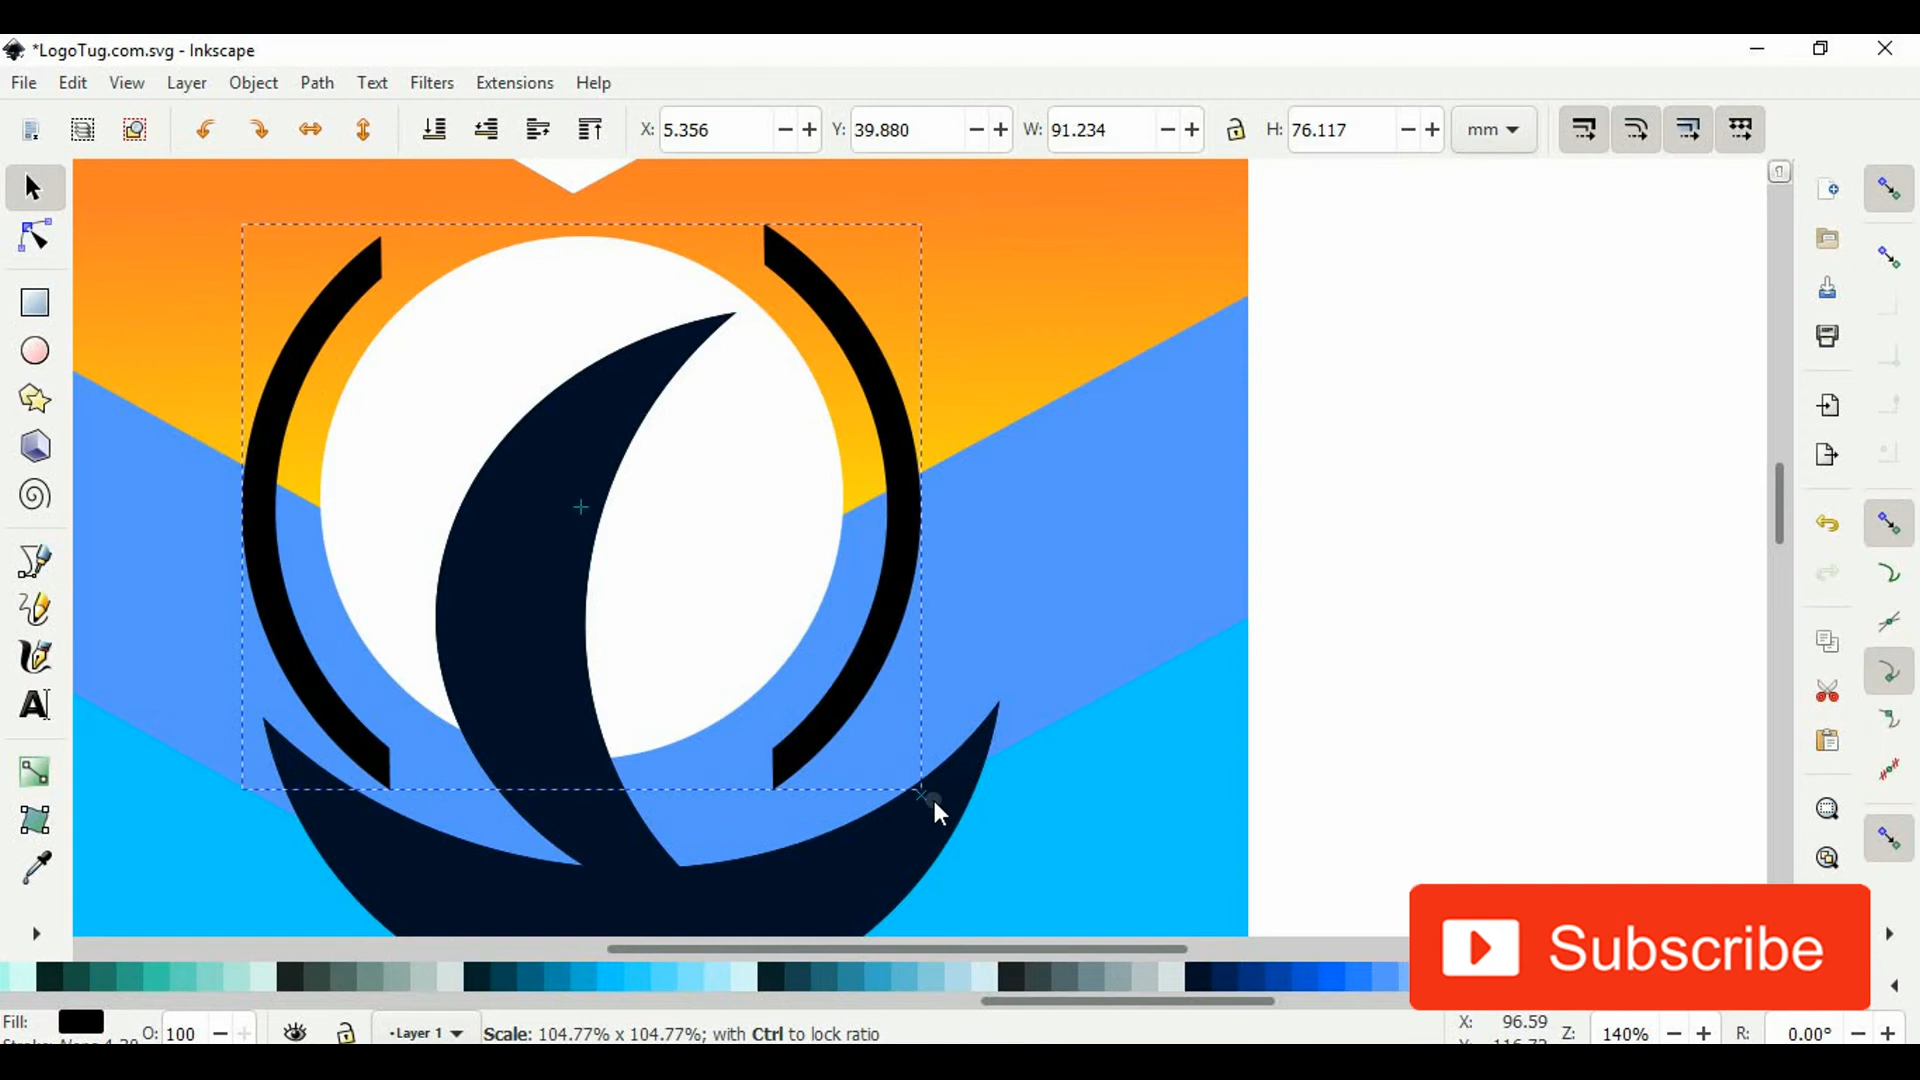 *LogoTug.com.svg - Inkscape
File Edit View Layer Object Path Text Filters Extensions Help
X: 5.356 Y: 39.880 W: 91.234 H: 76.117 mm
Subscribe
Fill: O: 100 •Layer 1 Scale: 104.77% x 104.77%; with Ctrl to lock ratio X: 96.59 Z: 140% R: 0.00°